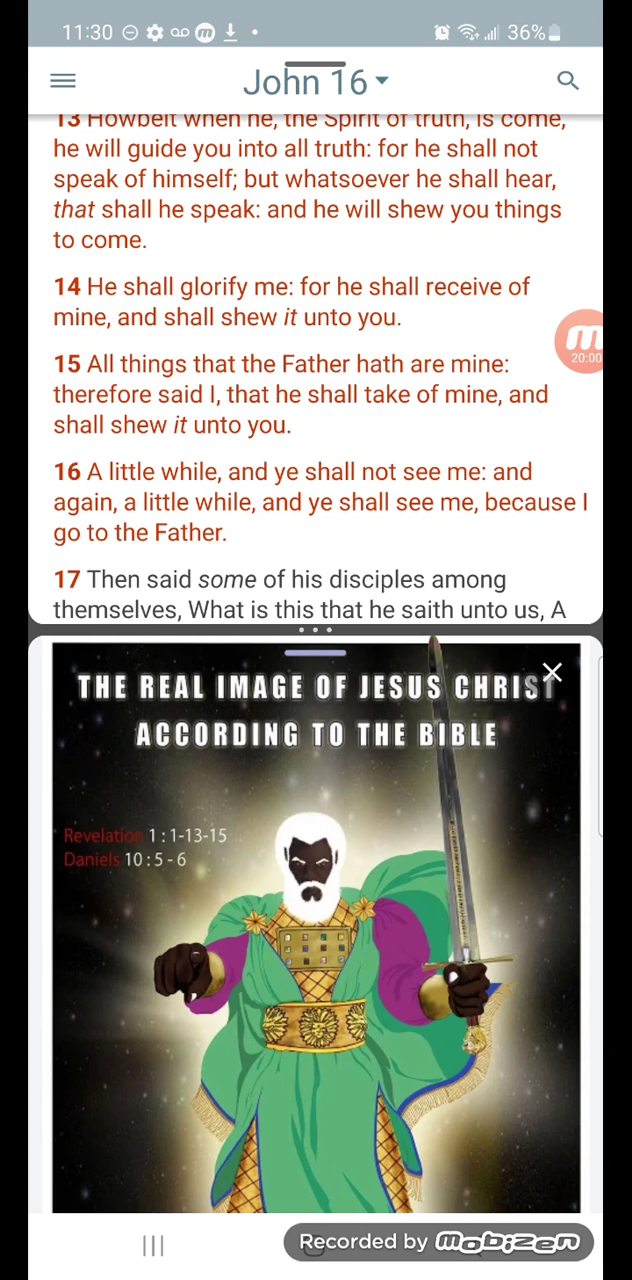 11:30
36%
John 16
13 Howbeit when he, the Spirit of truth, is come,
he will guide you into all truth: for he shall not
speak of himself; but whatsoever he shall hear,
that shall he speak: and he will shew you things
to come.
14 He shall glorify me: for he shall receive of
mine, and shall shew it unto you.
m
20:00
15 All things that the Father hath are mine:
therefore said I, that he shall take of mine, and
shall shew it unto you.
16 A little while, and ye shall not see me: and
again, a little while, and ye shall see me, because I
go to the Father.
17 Then said some of his disciples among
themselves, What is this that he saith unto us, A
THE REAL IMAGE OF JESUS CHRIST
ACCORDING TO THE BIBLE
Revelation 1:1-13-15
Daniels 10:5-6
Recorded by mobizen